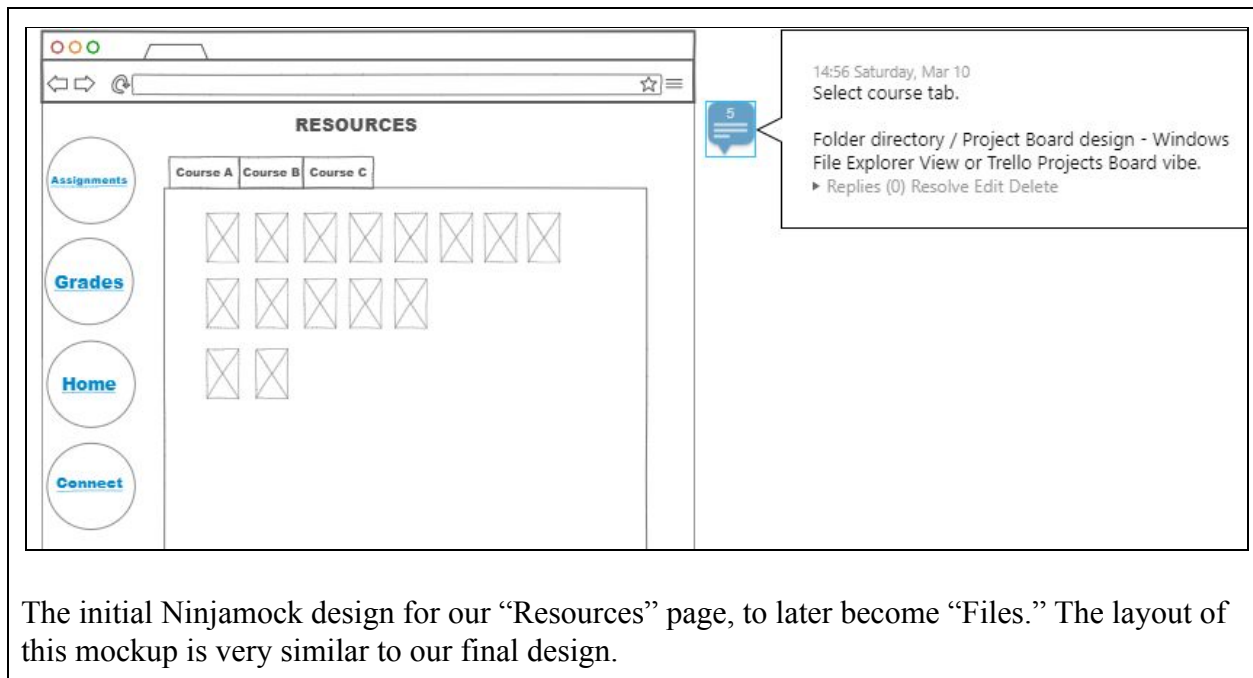 RESOURCES
Assignments
Course A Course B Course C
Grades
Home
Connect
5
14:56 Saturday, Mar 10
Select course tab.
Folder directory / Project Board design - Windows
File Explorer View or Trello Projects Board vibe.
▸ Replies (0) Resolve Edit Delete
The initial Ninjamock design for our “Resources” page, to later become “Files.” The layout of
this mockup is very similar to our final design.